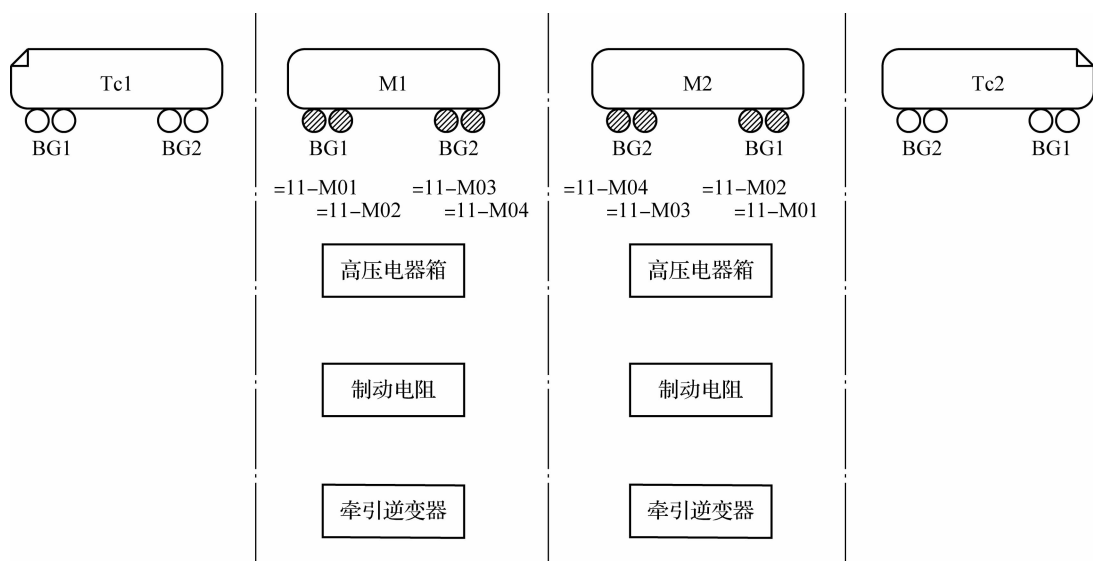 Tc1 M1 M2 Tc2
BG1 BG2 BG1 BG2 BG2 BG1 BG2 BG1
=11-M01 =11-M03 =11-M04 =11-M02
=11-M02 =11-M04 =11-M03 =11-M01
高压电器箱 高压电器箱
制动电阻 制动电阻
牵引逆变器 牵引逆变器